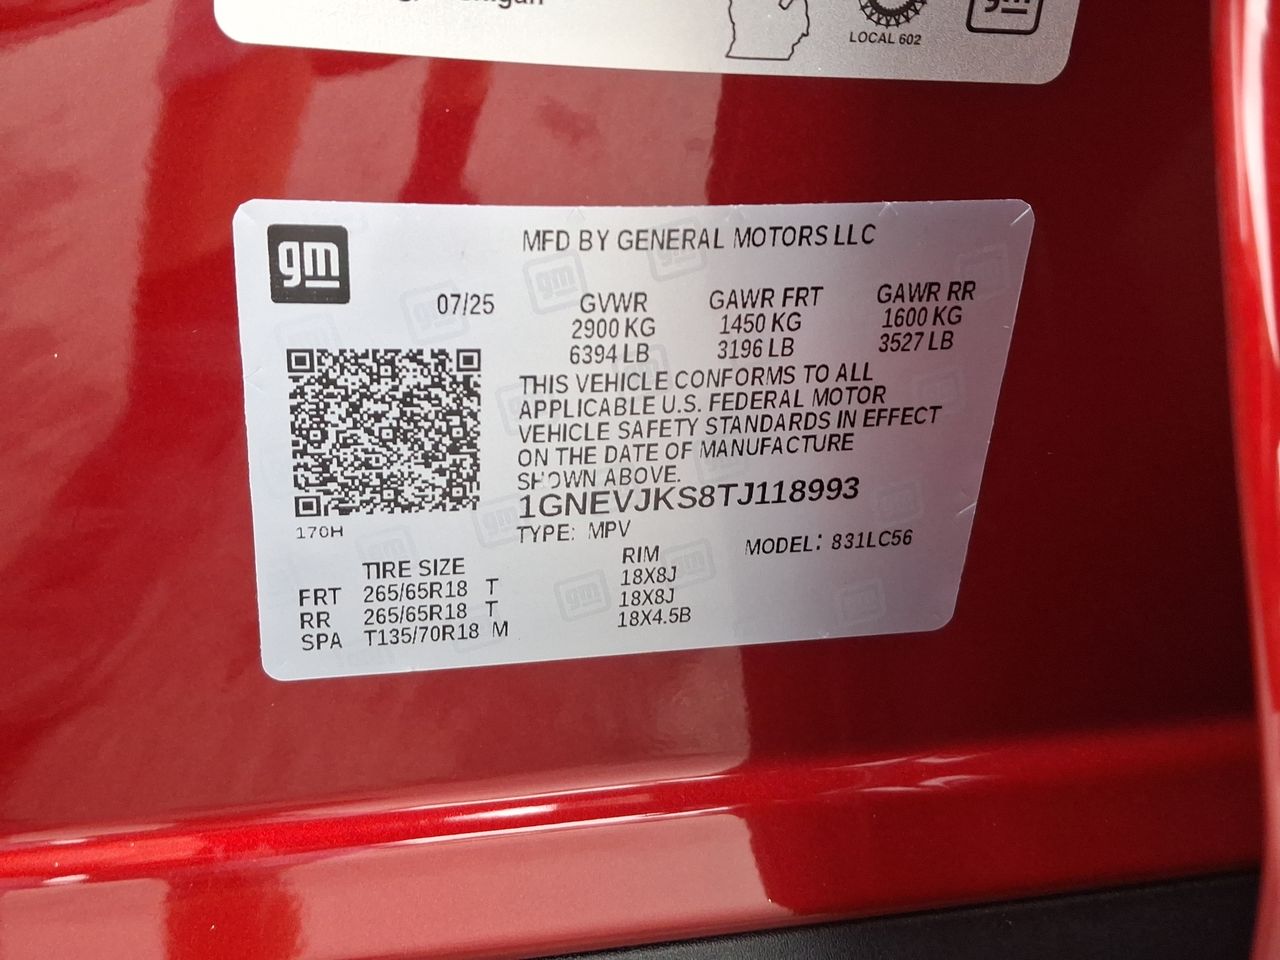 LOCAL 602
gm
gm
MFD BY GENERAL MOTORS LLC
07/25
GVWR GAWR FRT GAWR RR
2900 KG 1450 KG 1600 KG
6394 LB 3196 LB 3527 LB
THIS VEHICLE CONFORMS TO ALL
APPLICABLE U.S. FEDERAL MOTOR
VEHICLE SAFETY STANDARDS IN EFFECT
ON THE DATE OF MANUFACTURE
SHOWN ABOVE.
1GNEVJKS8TJ118993
170H
TYPE: MPV MODEL: 831LC56
TIRE SIZE RIM
FRT 265/65R18 T 18X8J
RR 265/65R18 T 18X8J
SPA T135/70R18 M 18X4.5B